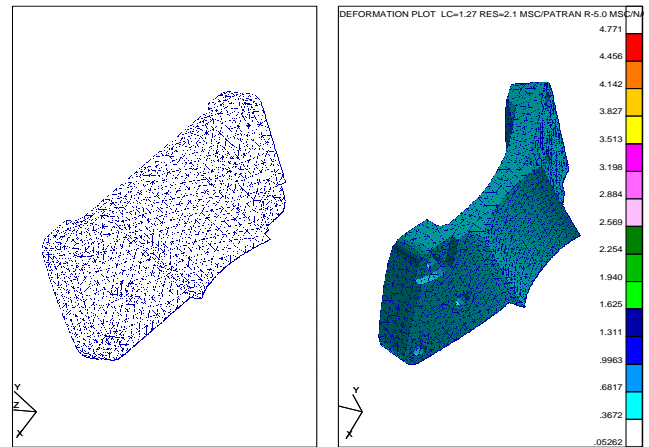 DEFORMATION PLOT LC=1.27 RES=2.1 MSC/PATRAN R-5.0 MSC/NA
4.771
4.456
4.142
3.827
3.513
3.198
2.884
2.569
2.254
1.940
1.625
1.311
.9963
.6817
.3672
.05262
Y
Z
X
Y
X